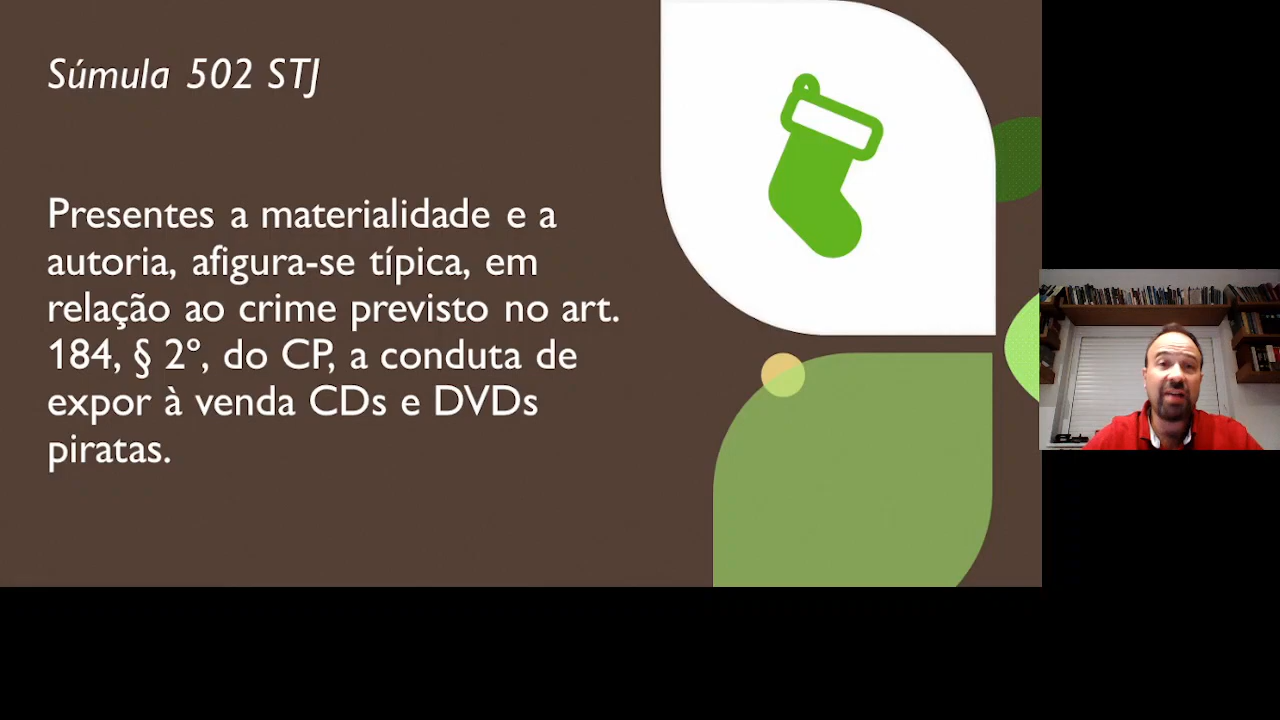 Súmula 502 STJ
Presentes a materialidade e a
autoria, afigura-se típica, em
relação ao crime previsto no art.
184, § 2º, do CP, a conduta de
expor à venda CDs e DVDs
piratas.